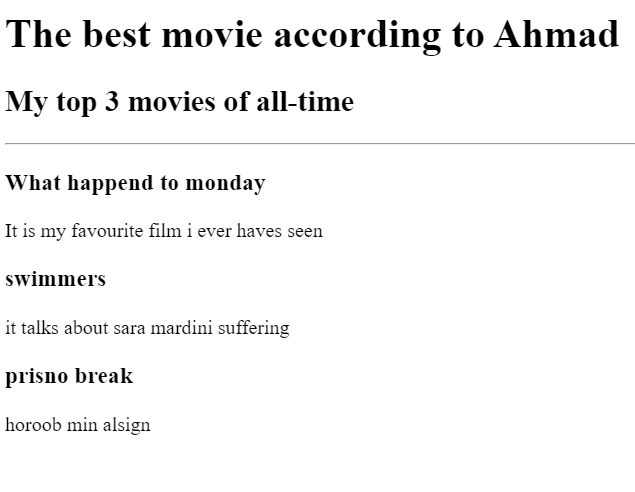 The best movie according to Ahmad
My top 3 movies of all-time
What happend to monday
It is my favourite film i ever haves seen
swimmers
it talks about sara mardini suffering
prisno break
horoob min alsign